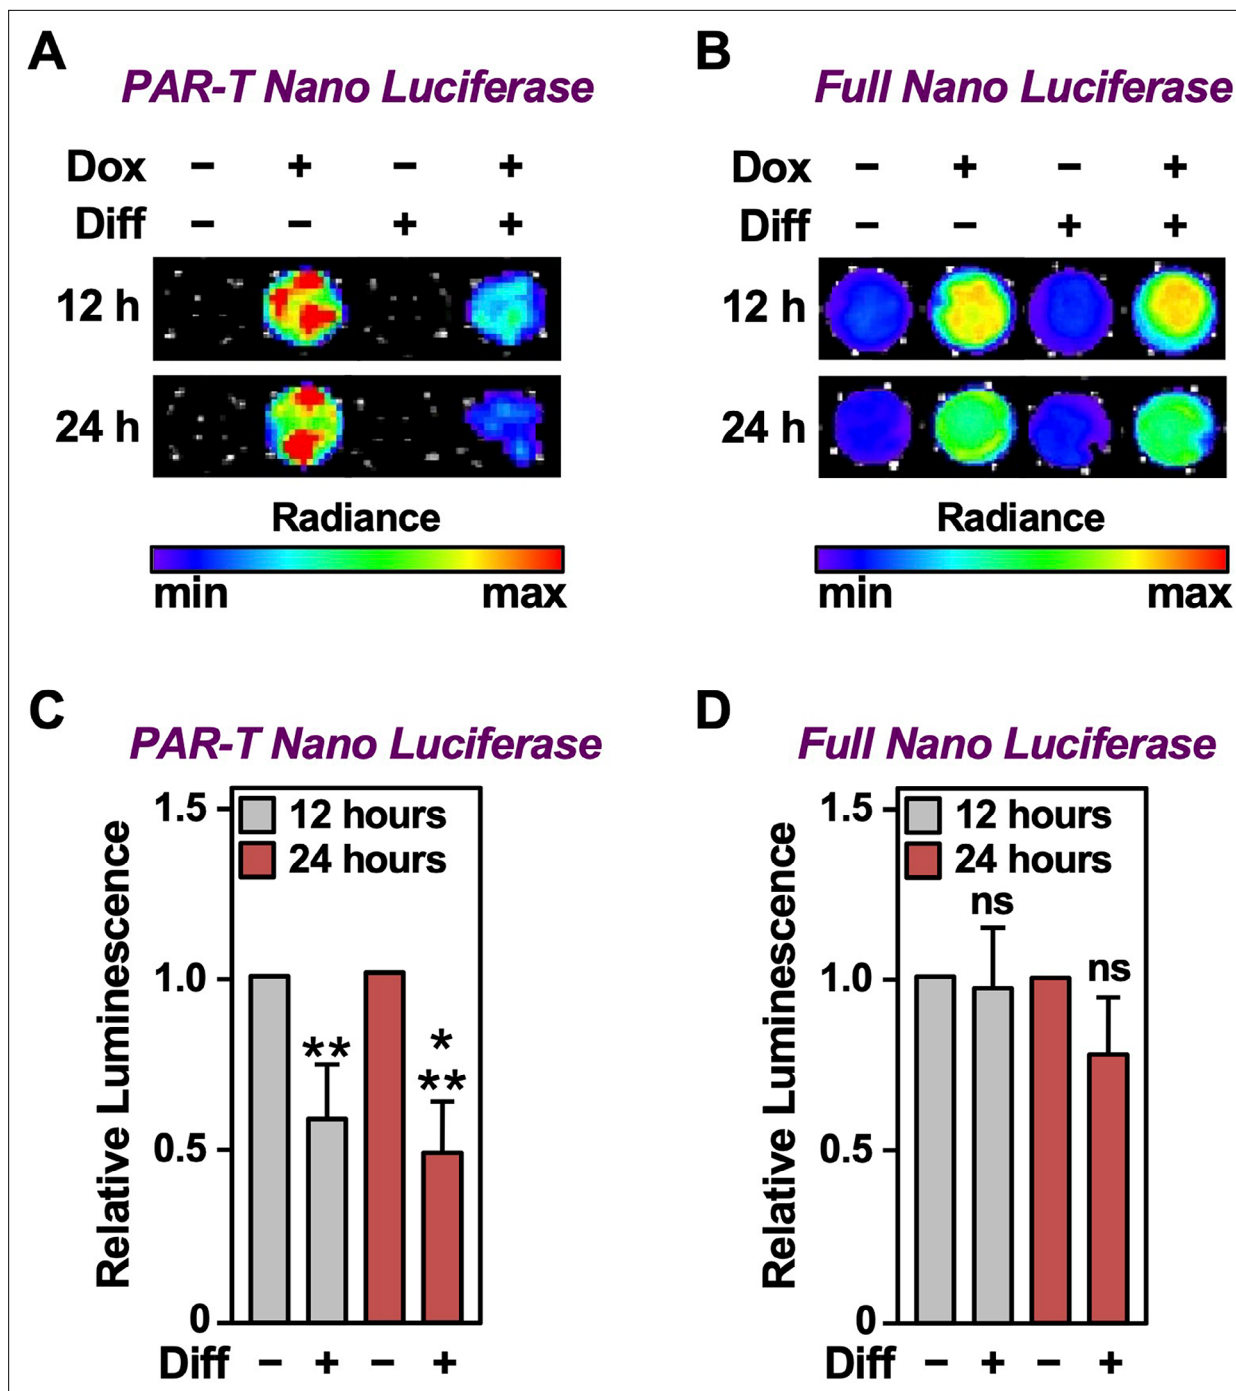 A
PAR-T Nano Luciferase
Dox − + − +
Diff − − + +
12 h
24 h
Radiance
min max
B
Full Nano Luciferase
Dox − + − +
Diff − − + +
12 h
24 h
Radiance
min max
C
PAR-T Nano Luciferase
Relative Luminescence
1.5
1.0
0.5
0
12 hours
24 hours
**
*
**
Diff − + − +
D
Full Nano Luciferase
Relative Luminescence
1.5
1.0
0.5
0
12 hours
24 hours
ns
ns
Diff − + − +